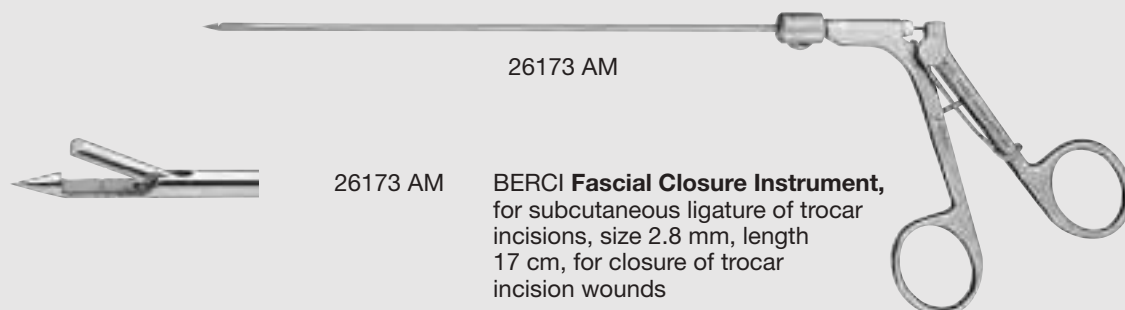 26173 AM
26173 AM
BERCI Fascial Closure Instrument,
for subcutaneous ligature of trocar
incisions, size 2.8 mm, length
17 cm, for closure of trocar
incision wounds